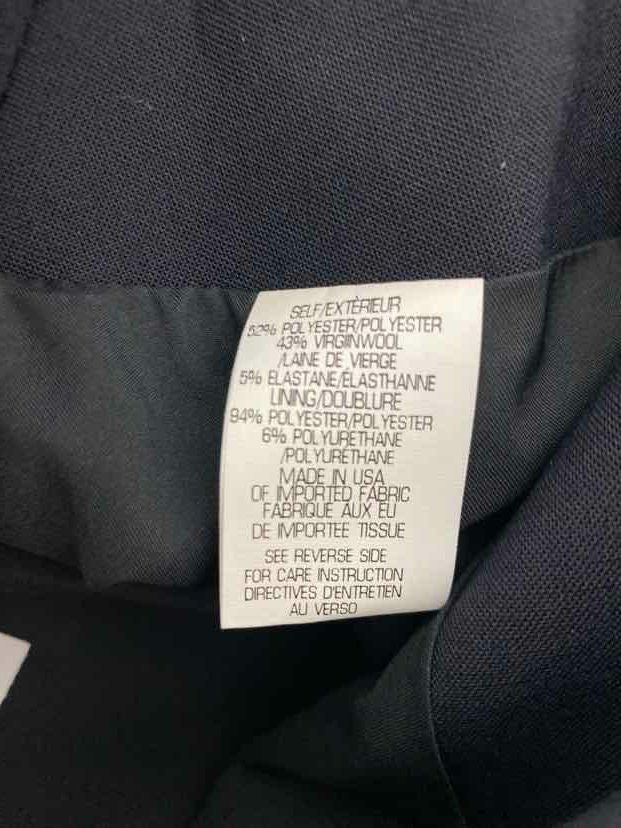 SELF/EXTÈRIEUR
52% POLYESTER/POLYESTER
43% VIRGINWOOL
/LAINE DE VIERGE
5% ELASTANE/ÉLASTHANNE
LINING/DOUBLURE
94% POLYESTER/POLYESTER
6% POLYURETHANE
/POLYURÉTHANE
MADE IN USA
OF IMPORTED FABRIC
FABRIQUE AUX EU
DE IMPORTEE TISSUE
SEE REVERSE SIDE
FOR CARE INSTRUCTION
DIRECTIVES D'ENTRETIEN
AU VERSO